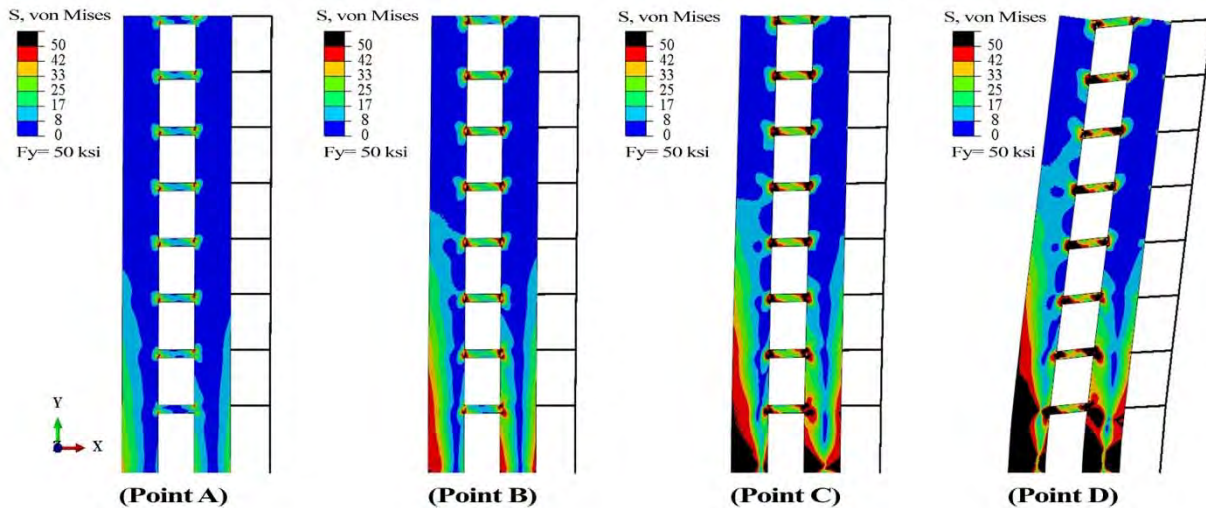 S, von Mises
50
42
33
25
17
8
0
Fy= 50 ksi
Y
X
(Point A)
S, von Mises
50
42
33
25
17
8
0
Fy= 50 ksi
(Point B)
S, von Mises
50
42
33
25
17
8
0
Fy= 50 ksi
(Point C)
S, von Mises
50
42
33
25
17
8
0
Fy= 50 ksi
(Point D)